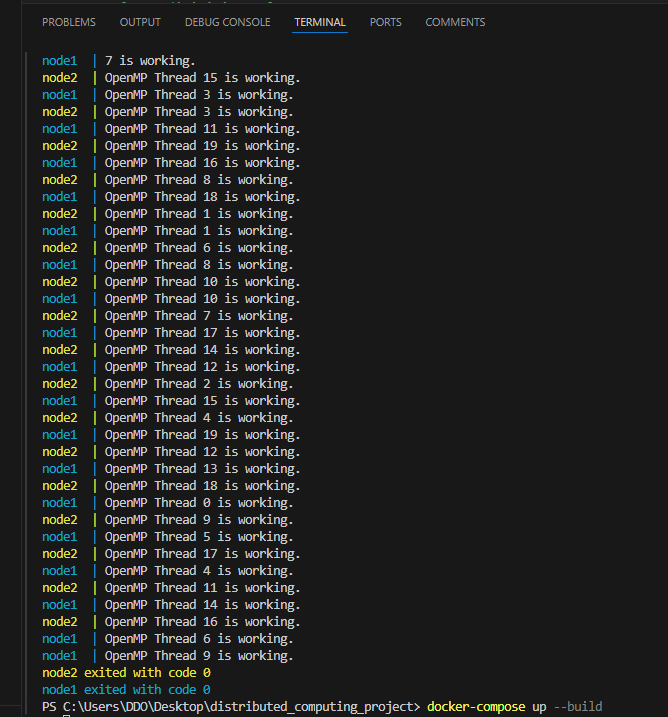 PROBLEMS OUTPUT DEBUG CONSOLE TERMINAL PORTS COMMENTS
node1 | 7 is working.
node2 | OpenMP Thread 15 is working.
node1 | OpenMP Thread 3 is working.
node2 | OpenMP Thread 3 is working.
node1 | OpenMP Thread 11 is working.
node2 | OpenMP Thread 19 is working.
node1 | OpenMP Thread 16 is working.
node2 | OpenMP Thread 8 is working.
node1 | OpenMP Thread 18 is working.
node2 | OpenMP Thread 1 is working.
node1 | OpenMP Thread 1 is working.
node2 | OpenMP Thread 6 is working.
node1 | OpenMP Thread 8 is working.
node2 | OpenMP Thread 10 is working.
node1 | OpenMP Thread 10 is working.
node2 | OpenMP Thread 7 is working.
node1 | OpenMP Thread 17 is working.
node2 | OpenMP Thread 14 is working.
node1 | OpenMP Thread 12 is working.
node2 | OpenMP Thread 2 is working.
node1 | OpenMP Thread 15 is working.
node2 | OpenMP Thread 4 is working.
node1 | OpenMP Thread 19 is working.
node2 | OpenMP Thread 12 is working.
node1 | OpenMP Thread 13 is working.
node2 | OpenMP Thread 18 is working.
node1 | OpenMP Thread 0 is working.
node2 | OpenMP Thread 9 is working.
node1 | OpenMP Thread 5 is working.
node2 | OpenMP Thread 17 is working.
node1 | OpenMP Thread 4 is working.
node2 | OpenMP Thread 11 is working.
node1 | OpenMP Thread 14 is working.
node2 | OpenMP Thread 16 is working.
node1 | OpenMP Thread 6 is working.
node1 | OpenMP Thread 9 is working.
node2 exited with code 0
node1 exited with code 0
PS C:\Users\DDO\Desktop\distributed_computing_project> docker-compose up --build